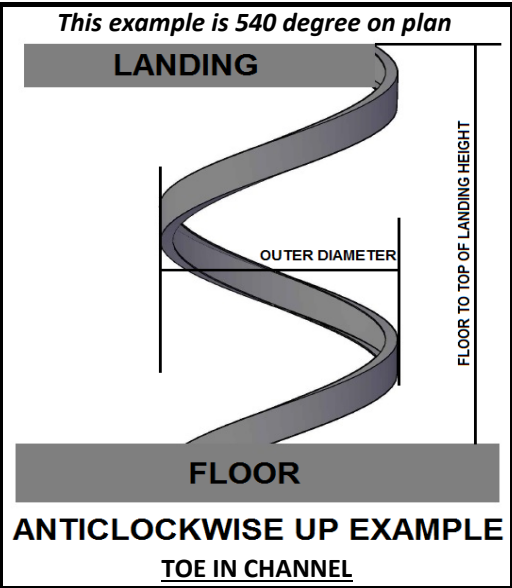 This example is 540 degree on plan
LANDING
FLOOR TO TOP OF LANDING HEIGHT
OUTER DIAMETER
FLOOR
ANTICLOCKWISE UP EXAMPLE
TOE IN CHANNEL